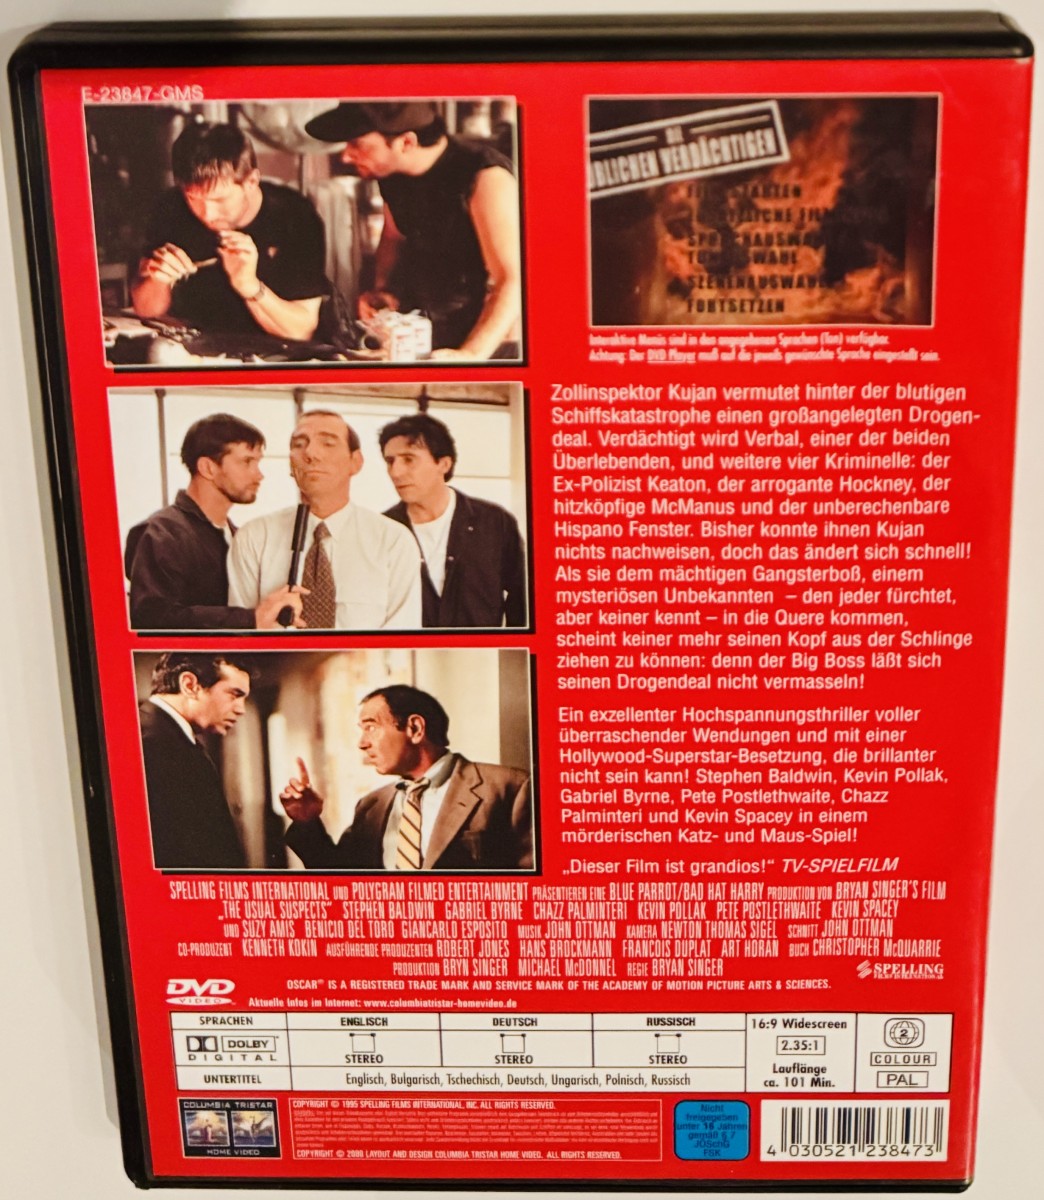 E-23847-GMS
DIE
ÜBLICHEN VERDÄCHTIGEN
SZENENAUSWAHL
FORTSETZEN
Interaktive Menüs sind in den angegebenen Sprachen (Ton) verfügbar.
Achtung: Der DVD Player muß auf die jeweils gewünschte Sprache eingestellt sein.
Zollinspektor Kujan vermutet hinter der blutigen
Schiffskatastrophe einen großangelegten Drogen-
deal. Verdächtigt wird Verbal, einer der beiden
Überlebenden, und weitere vier Kriminelle: der
Ex-Polizist Keaton, der arrogante Hockney, der
hitzköpfige McManus und der unberechenbare
Hispano Fenster. Bisher konnte ihnen Kujan
nichts nachweisen, doch das ändert sich schnell!
Als sie dem mächtigen Gangsterboß, einem
mysteriösen Unbekannten – den jeder fürchtet,
aber keiner kennt – in die Quere kommen,
scheint keiner mehr seinen Kopf aus der Schlinge
ziehen zu können: denn der Big Boss läßt sich
seinen Drogendeal nicht vermasseln!
Ein exzellenter Hochspannungsthriller voller
überraschender Wendungen und mit einer
Hollywood-Superstar-Besetzung, die brillanter
nicht sein kann! Stephen Baldwin, Kevin Pollak,
Gabriel Byrne, Pete Postlethwaite, Chazz
Palminteri und Kevin Spacey in einem
mörderischen Katz- und Maus-Spiel!
„Dieser Film ist grandios!“ TV-SPIELFILM
SPELLING FILMS INTERNATIONAL UND POLYGRAM FILMED ENTERTAINMENT PRÄSENTIEREN EINE BLUE PARROT/BAD HAT HARRY PRODUKTION VON BRYAN SINGER'S FILM
„THE USUAL SUSPECTS“ STEPHEN BALDWIN GABRIEL BYRNE CHAZZ PALMINTERI KEVIN POLLAK PETE POSTLETHWAITE KEVIN SPACEY
UND SUZY AMIS BENICIO DEL TORO GIANCARLO ESPOSITO MUSIK JOHN OTTMAN KAMERA NEWTON THOMAS SIGEL SCHNITT JOHN OTTMAN
CO-PRODUZENT KENNETH KOKIN AUSFÜHRENDE PRODUZENTEN ROBERT JONES HANS BROCKMANN FRANCOIS DUPLAT ART HORAN BUCH CHRISTOPHER McQUARRIE
PRODUKTION BRYN SINGER MICHAEL McDONNEL REGIE BRYAN SINGER
SPELLING
OSCAR® IS A REGISTERED TRADE MARK AND SERVICE MARK OF THE ACADEMY OF MOTION PICTURE ARTS & SCIENCES.
DVD
VIDEO
Aktuelle Infos im Internet: www.columbiatristar-homevideo.de
SPRACHEN ENGLISCH DEUTSCH RUSSISCH
DOLBY
DIGITAL
STEREO STEREO STEREO
UNTERTITEL Englisch, Bulgarisch, Tschechisch, Deutsch, Ungarisch, Polnisch, Russisch
16:9 Widescreen
2.35:1
Lauflänge
ca. 101 Min.
2
COLOUR
PAL
COLUMBIA TRISTAR
HOME VIDEO
COPYRIGHT © 1995 SPELLING FILMS INTERNATIONAL, INC. ALL RIGHTS RESERVED.
COPYRIGHT © 2000 LAYOUT AND DESIGN COLUMBIA TRISTAR HOME VIDEO. ALL RIGHTS RESERVED.
Nicht
freigegeben
unter 16 Jahren
gemäß § 7
JÖSchG
FSK
4 030521 238473